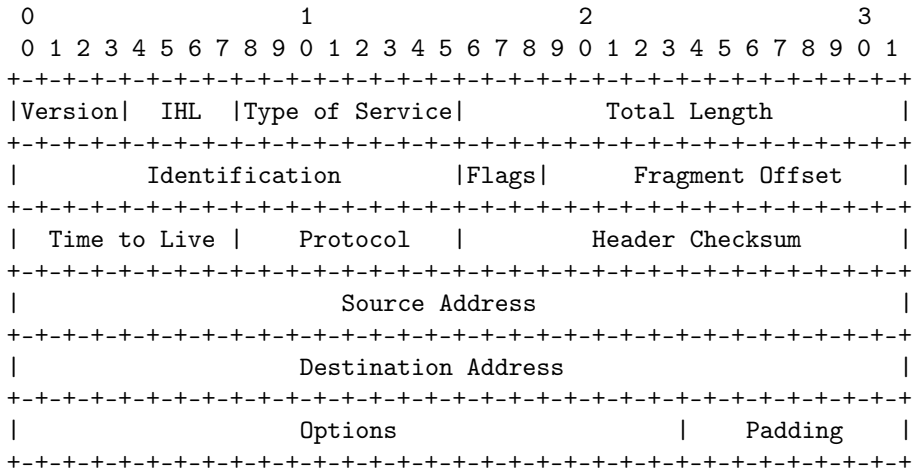 0                   1                   2                   3
0 1 2 3 4 5 6 7 8 9 0 1 2 3 4 5 6 7 8 9 0 1 2 3 4 5 6 7 8 9 0 1
+-+-+-+-+-+-+-+-+-+-+-+-+-+-+-+-+-+-+-+-+-+-+-+-+-+-+-+-+-+-+-+-+
|Version|  IHL  |Type of Service|          Total Length         |
+-+-+-+-+-+-+-+-+-+-+-+-+-+-+-+-+-+-+-+-+-+-+-+-+-+-+-+-+-+-+-+-+
|         Identification        |Flags|      Fragment Offset    |
+-+-+-+-+-+-+-+-+-+-+-+-+-+-+-+-+-+-+-+-+-+-+-+-+-+-+-+-+-+-+-+-+
|  Time to Live |    Protocol   |         Header Checksum       |
+-+-+-+-+-+-+-+-+-+-+-+-+-+-+-+-+-+-+-+-+-+-+-+-+-+-+-+-+-+-+-+-+
|                       Source Address                          |
+-+-+-+-+-+-+-+-+-+-+-+-+-+-+-+-+-+-+-+-+-+-+-+-+-+-+-+-+-+-+-+-+
|                    Destination Address                        |
+-+-+-+-+-+-+-+-+-+-+-+-+-+-+-+-+-+-+-+-+-+-+-+-+-+-+-+-+-+-+-+-+
|                    Options                    |    Padding    |
+-+-+-+-+-+-+-+-+-+-+-+-+-+-+-+-+-+-+-+-+-+-+-+-+-+-+-+-+-+-+-+-+